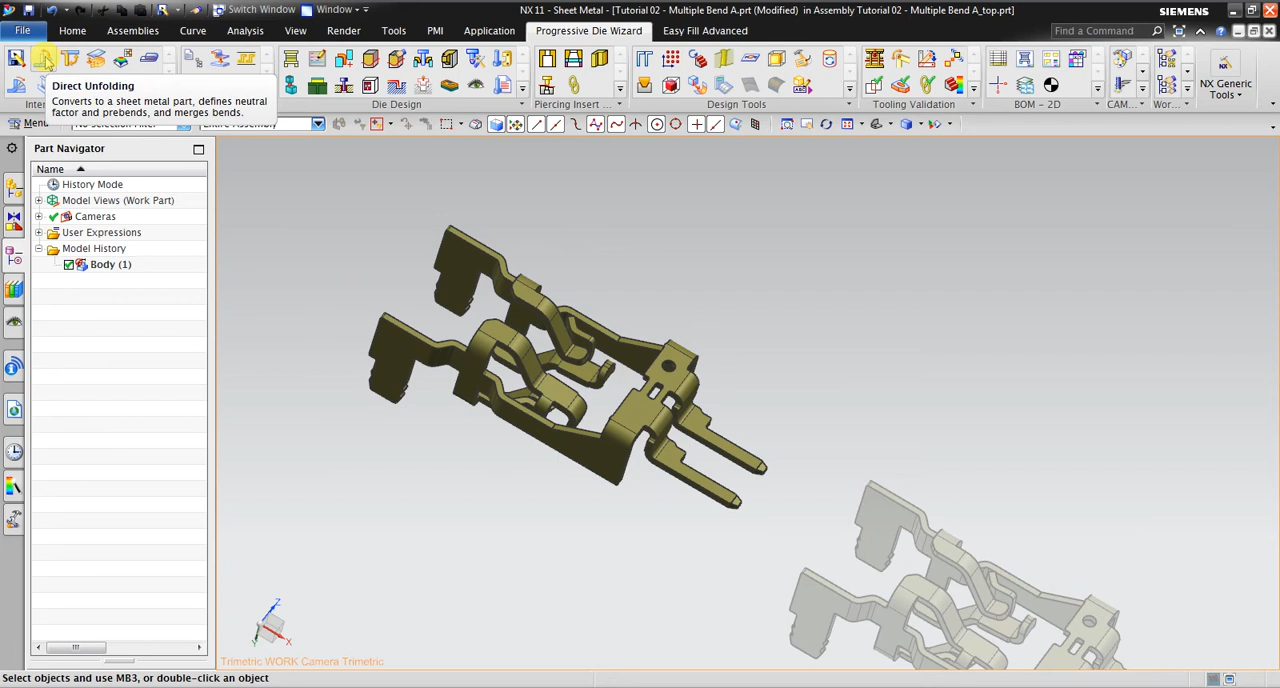 Switch Window
Window
NX 11 - Sheet Metal - [Tutorial 02 - Multiple Bend A.prt (Modified) in Assembly Tutorial 02 - Multiple Bend A_top.prt]
SIEMENS
File
Home
Assemblies
Curve
Analysis
View
Render
Tools
PMI
Application
Progressive Die Wizard
Easy Fill Advanced
Find a Command
Direct Unfolding
Converts to a sheet metal part, defines neutral
factor and prebends, and merges bends.
Die Design
Piercing Insert ...
Design Tools
Tooling Validation
BOM - 2D
CAM...
Wor...
NX Generic
Tools
Menu
Part Navigator
Name
History Mode
Model Views (Work Part)
Cameras
User Expressions
Model History
Body (1)
Z
X
Y
Trimetric WORK Camera Trimetric
Select objects and use MB3, or double-click an object